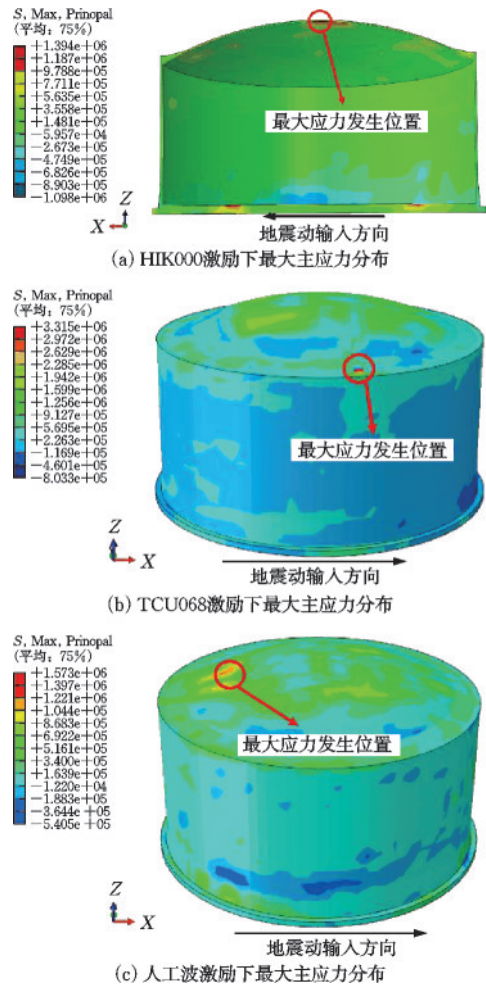 S, Max, Prinopal
(平均：75%)
+1.394e+06
+1.187e+06
+9.788e+05
+7.711e+05
+5.635e+05
+3.558e+05
+1.481e+05
−5.957e+04
−2.673e+05
−4.749e+05
−6.826e+05
−8.903e+05
−1.098e+06
最大应力发生位置
Z
X
地震动输入方向
(a) HIK000激励下最大主应力分布
S, Max, Prinopal
(平均：75%)
+3.315e+06
+2.972e+06
+2.629e+06
+2.285e+06
+1.942e+06
+1.599e+06
+1.256e+06
+9.127e+05
+5.695e+05
+2.263e+05
−1.169e+05
−4.601e+05
−8.033e+05
最大应力发生位置
Z
X
地震动输入方向
(b) TCU068激励下最大主应力分布
S, Max, Prinopal
(平均：75%)
+1.573e+06
+1.397e+06
+1.221e+06
+1.044e+06
+8.683e+05
+6.922e+05
+5.161e+05
+3.400e+05
+1.639e+05
−1.220e+04
−1.883e+05
−3.644e+05
−5.405e +05
最大应力发生位置
Z
X
地震动输入方向
(c) 人工波激励下最大主应力分布